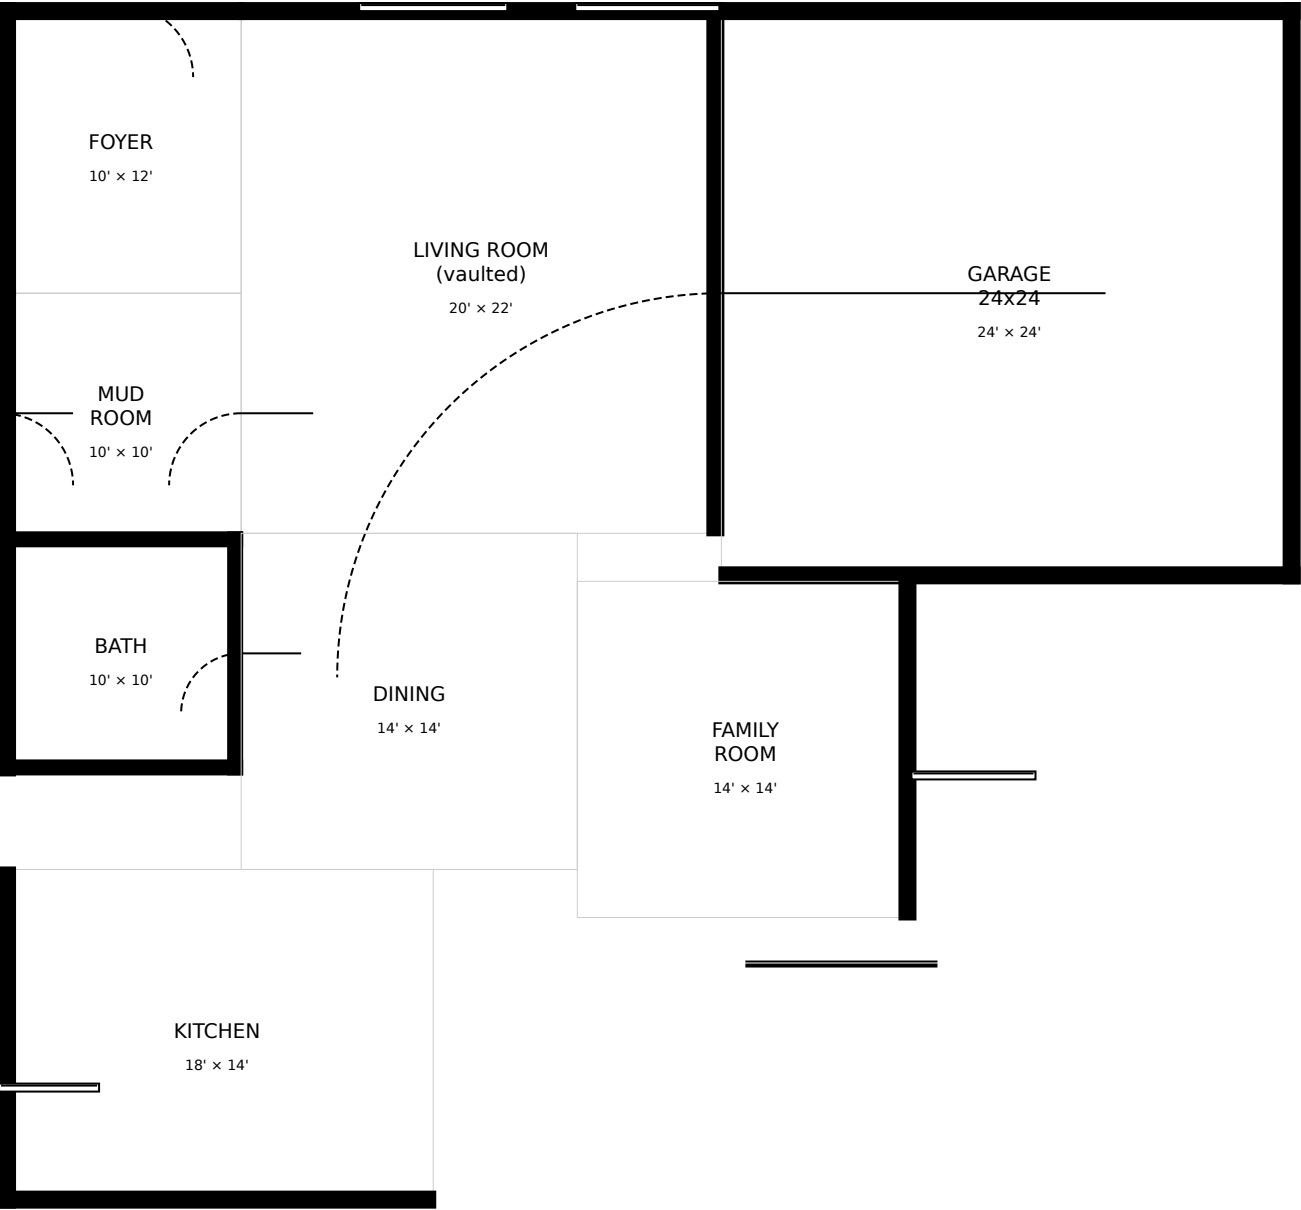 FOYER
10' × 12'
LIVING ROOM
(vaulted)
20' × 22'
GARAGE
24x24
24' × 24'
MUD
ROOM
10' × 10'
BATH
10' × 10'
DINING
14' × 14'
FAMILY
ROOM
14' × 14'
KITCHEN
18' × 14'